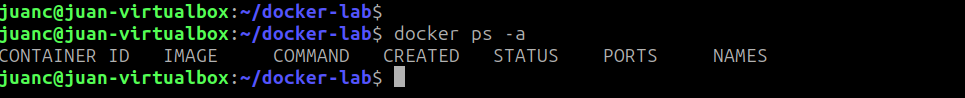 juanc@juan-virtualbox:~/docker-lab$
juanc@juan-virtualbox:~/docker-lab$ docker ps -a
CONTAINER ID   IMAGE     COMMAND   CREATED   STATUS    PORTS     NAMES
juanc@juan-virtualbox:~/docker-lab$